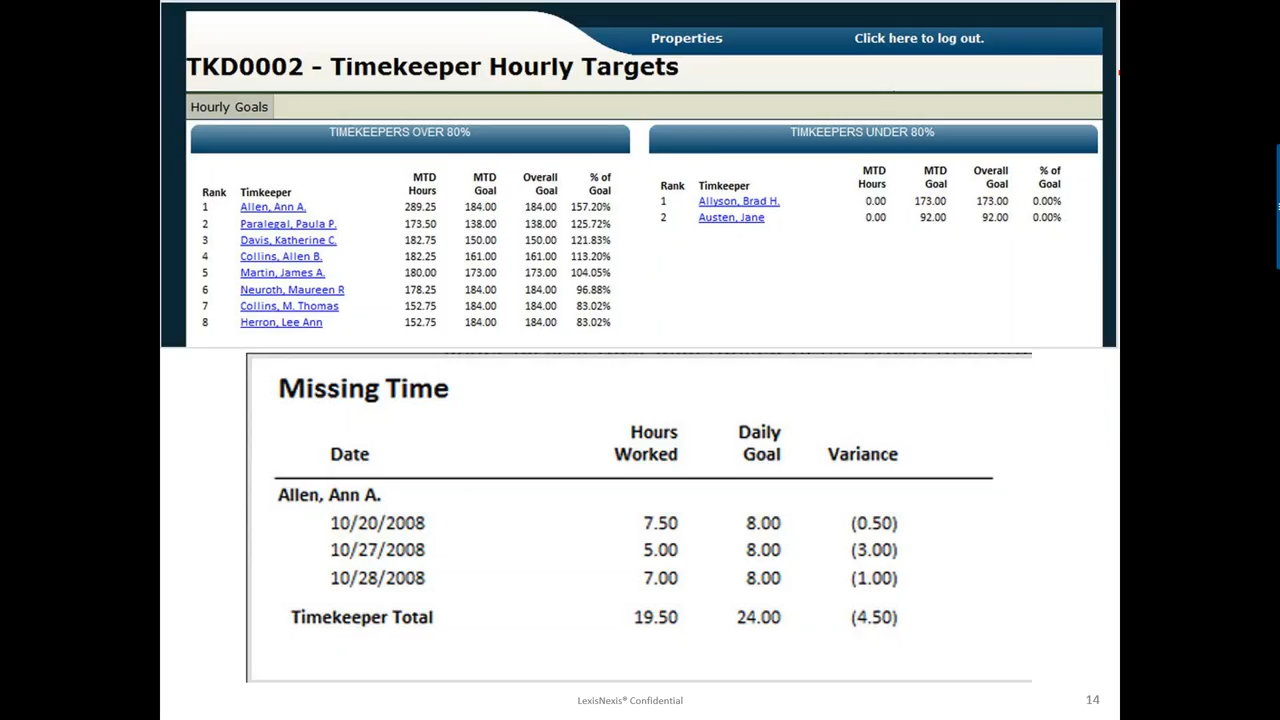 Properties Click here to log out.
TKD0002 - Timekeeper Hourly Targets
Hourly Goals
TIMEKEEPERS OVER 80%
Rank Timkeeper MTD Hours MTD Goal Overall Goal % of Goal
1 Allen, Ann A. 289.25 184.00 184.00 157.20%
2 Paralegal, Paula P. 173.50 138.00 138.00 125.72%
3 Davis, Katherine C. 182.75 150.00 150.00 121.83%
4 Collins, Allen B. 182.25 161.00 161.00 113.20%
5 Martin, James A. 180.00 173.00 173.00 104.05%
6 Neuroth, Maureen R 178.25 184.00 184.00 96.88%
7 Collins, M. Thomas 152.75 184.00 184.00 83.02%
8 Herron, Lee Ann 152.75 184.00 184.00 83.02%
TIMKEEPERS UNDER 80%
Rank Timkeeper MTD Hours MTD Goal Overall Goal % of Goal
1 Allyson, Brad H. 0.00 173.00 173.00 0.00%
2 Austen, Jane 0.00 92.00 92.00 0.00%
Missing Time
Date Hours Worked Daily Goal Variance
Allen, Ann A.
10/20/2008 7.50 8.00 (0.50)
10/27/2008 5.00 8.00 (3.00)
10/28/2008 7.00 8.00 (1.00)
Timekeeper Total 19.50 24.00 (4.50)
LexisNexis® Confidential 14